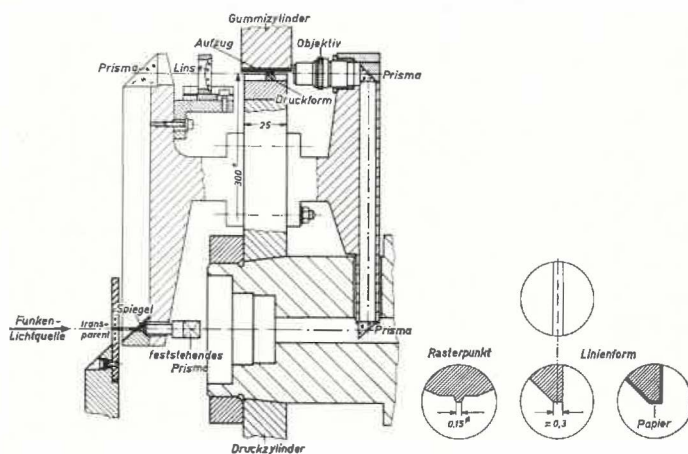 Gummizylinder
Aufzug
Objektiv
Prisma
Lins
Prisma
Druckform
25
300
Spiegel
Funken-
Lichtquelle
trans-
parent
feststehendes
Prisma
Prisma
Druckzylinder
Rasterpunkt
Linienform
0,15
= 0,3
Papier